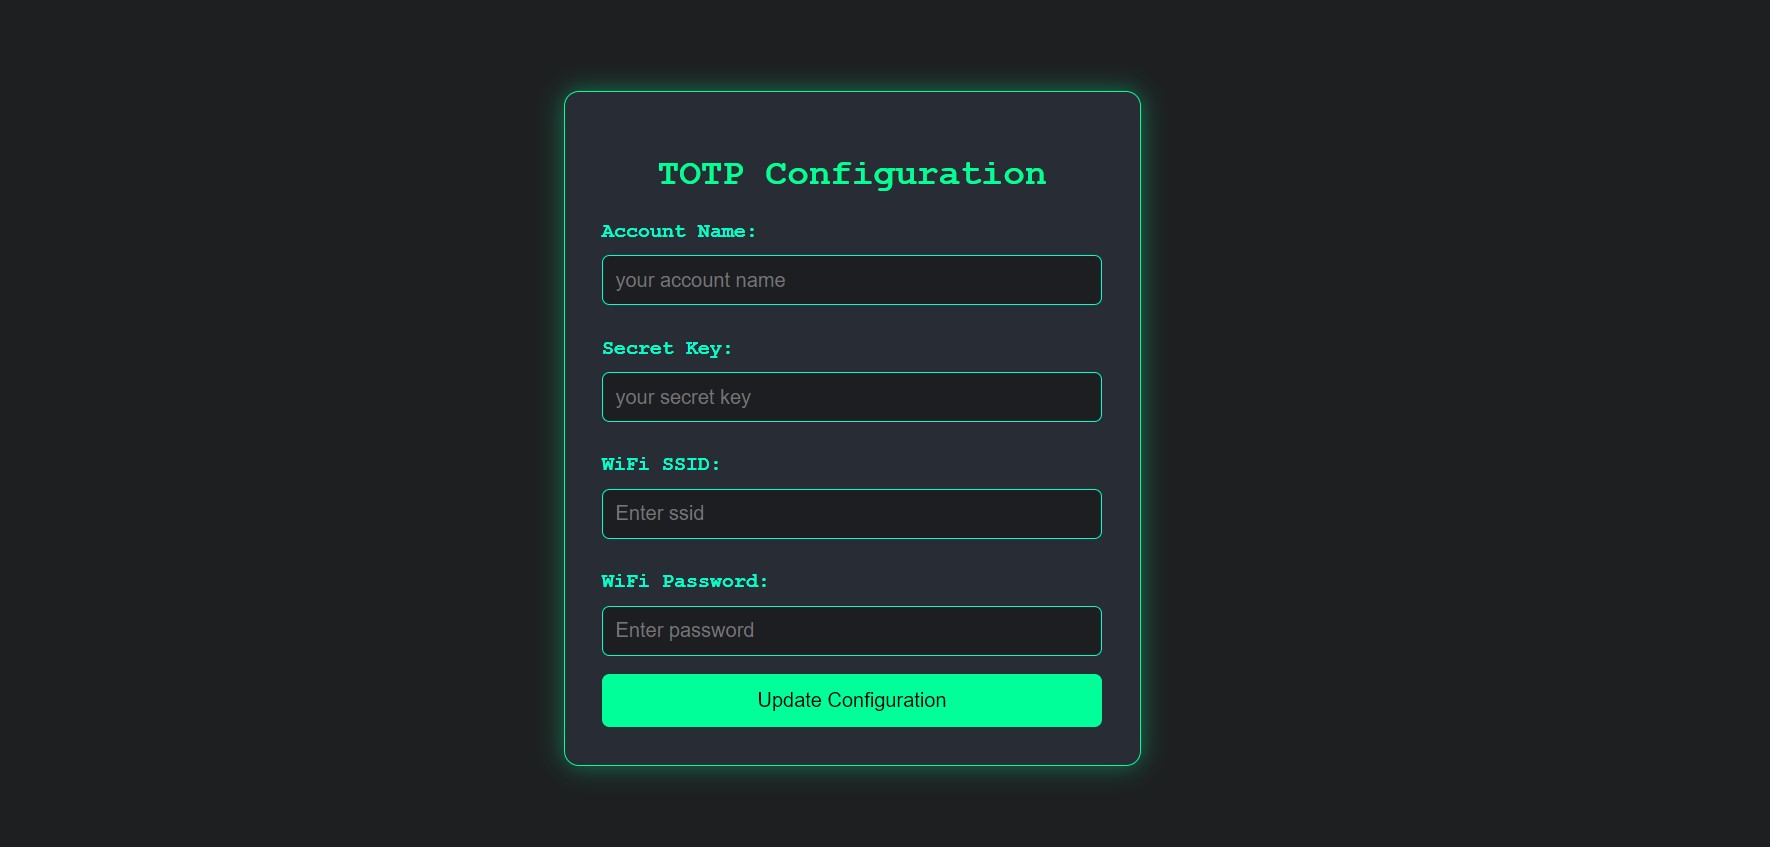 TOTP Configuration
Account Name:
your account name
Secret Key:
your secret key
WiFi SSID:
Enter ssid
WiFi Password:
Enter password
Update Configuration